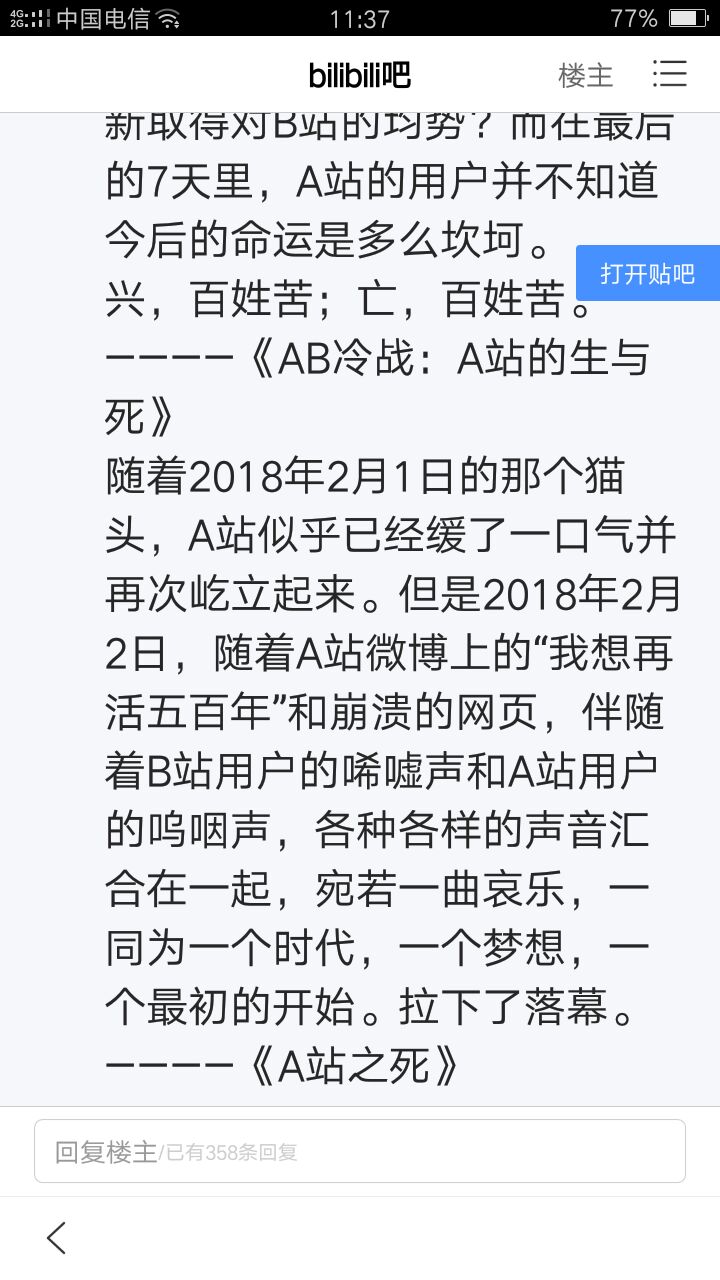 4G 2G 中国电信 11:37 77%
bilibili吧 楼主
新取得对B站的均势？而在最后
的7天里，A站的用户并不知道
今后的命运是多么坎坷。
打开贴吧
兴，百姓苦；亡，百姓苦。
————《AB冷战：A站的生与
死》
随着2018年2月1日的那个猫
头，A站似乎已经缓了一口气并
再次屹立起来。但是2018年2月
2日，随着A站微博上的“我想再
活五百年”和崩溃的网页，伴随
着B站用户的唏嘘声和A站用户
的呜咽声，各种各样的声音汇
合在一起，宛若一曲哀乐，一
同为一个时代，一个梦想，一
个最初的开始。拉下了落幕。
————《A站之死》
回复楼主/已有358条回复